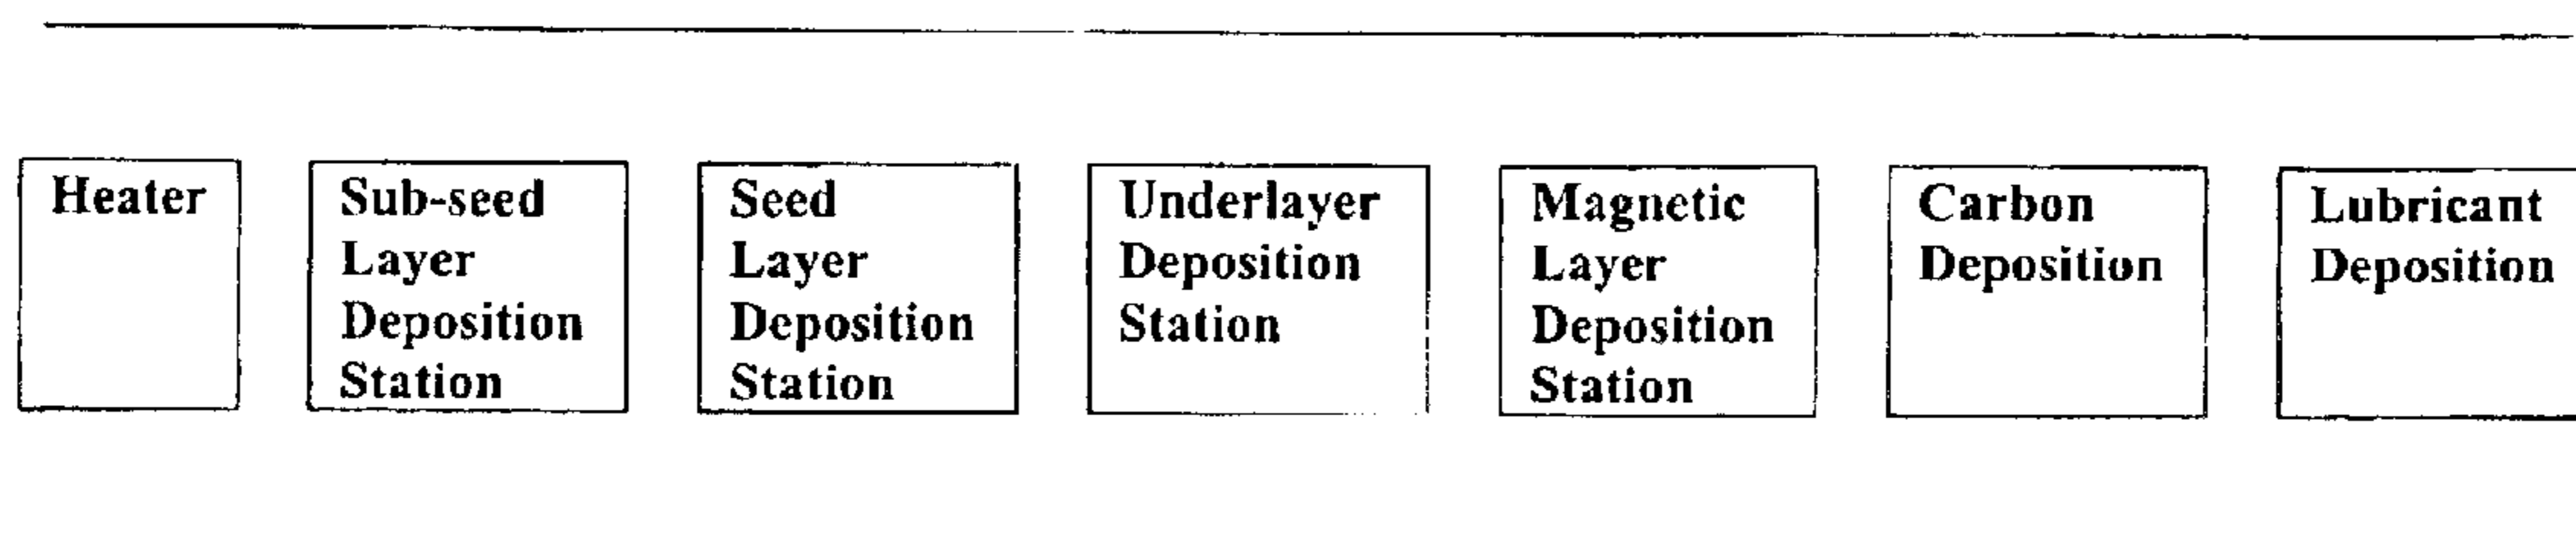 Heater
Sub-seed
Layer
Deposition
Station
Seed
Layer
Deposition
Station
Underlayer
Deposition
Station
Magnetic
Layer
Deposition
Station
Carbon
Deposition
Lubricant
Deposition